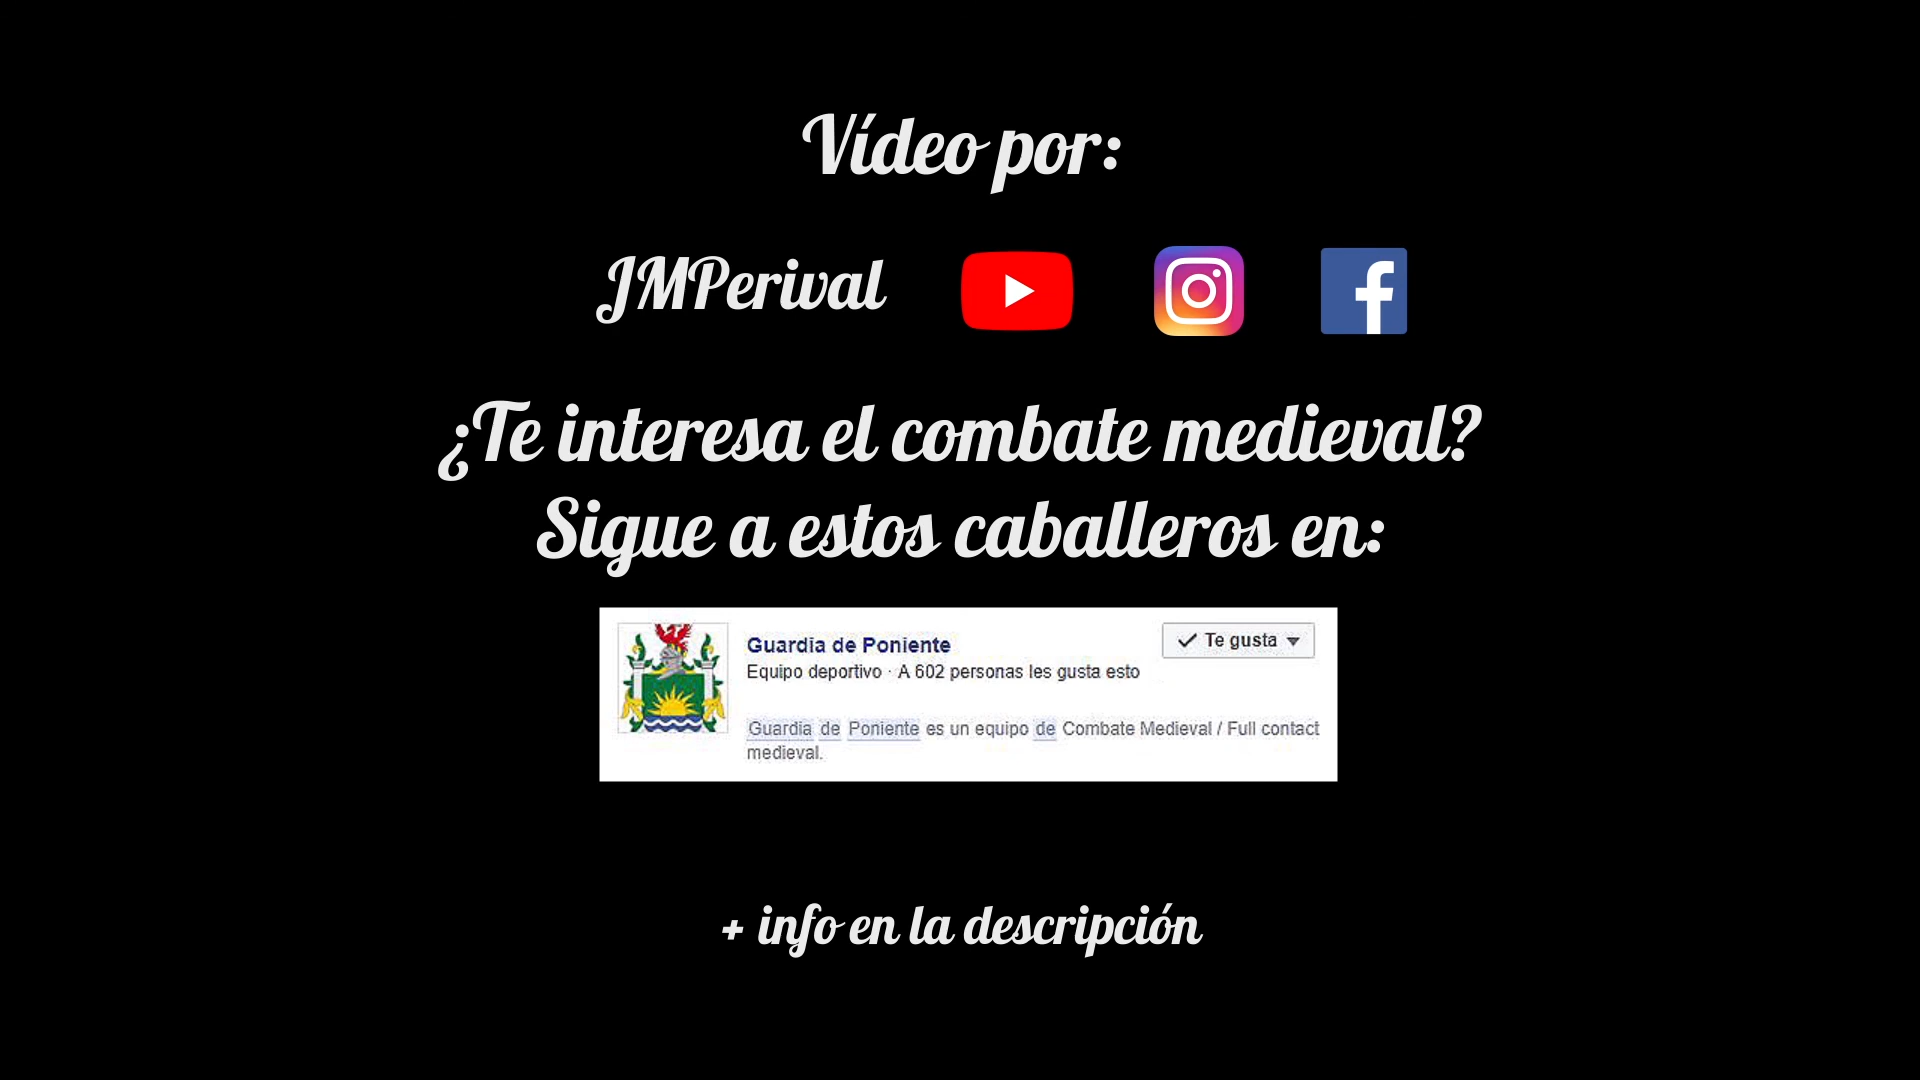 Vídeo por:
JMPerival
¿Te interesa el combate medieval?
Sigue a estos caballeros en:
Guardia de Poniente
Te gusta
Equipo deportivo · A 602 personas les gusta esto
Guardia de Poniente es un equipo de Combate Medieval / Full contact
medieval.
+ info en la descripción